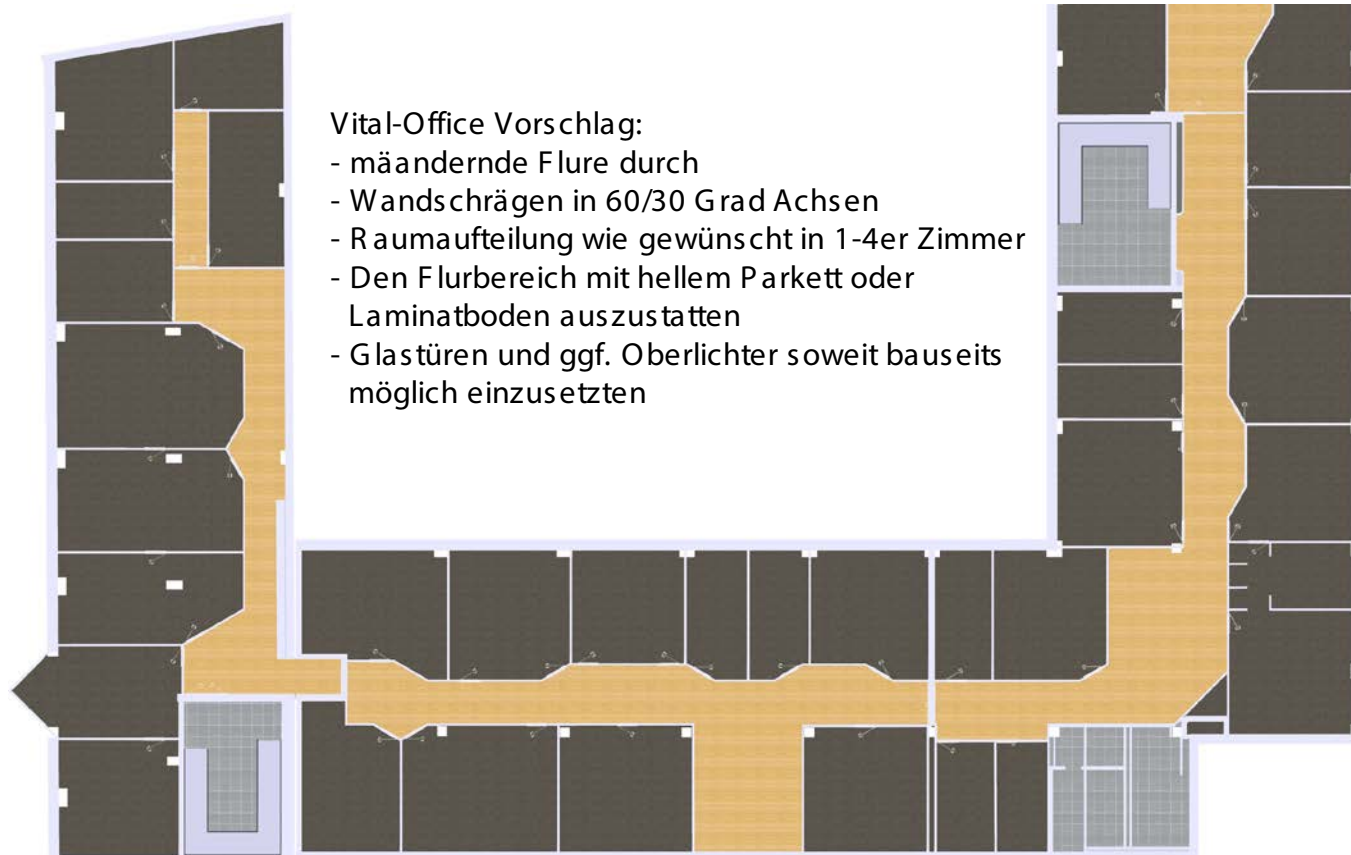 Vital-Office Vorschlag:
- mäandernde Flure durch
- Wandschrägen in 60/30 Grad Achsen
- Raumaufteilung wie gewünscht in 1-4er Zimmer
- Den Flurbereich mit hellem Parkett oder
Laminatboden auszustatten
- Glastüren und ggf. Oberlichter soweit bauseits
möglich einzusetzten